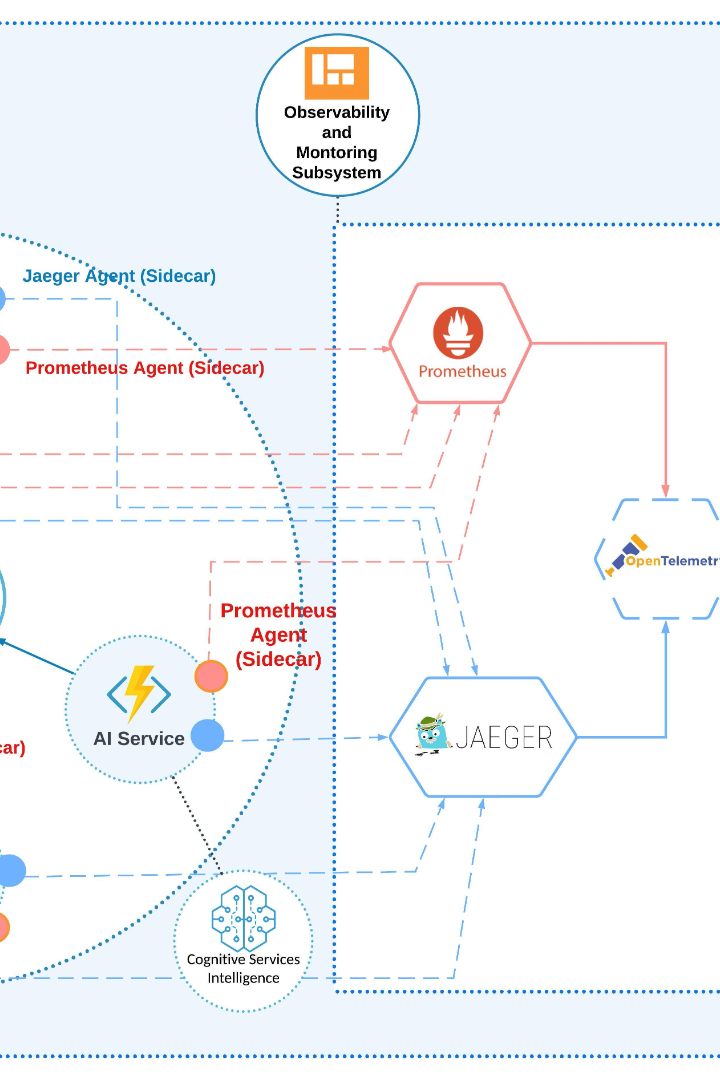 Observability
and
Montoring
Subsystem
Jaeger Agent (Sidecar)
Prometheus Agent (Sidecar)
Prometheus
OpenTelemetr
Prometheus
Agent
(Sidecar)
AI Service
JAEGER
car)
Cognitive Services
Intelligence